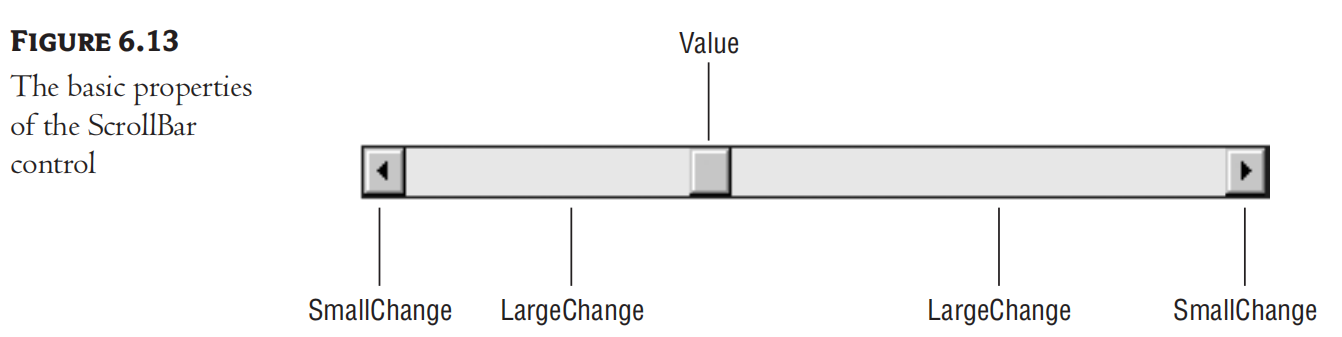 FIGURE 6.13
The basic properties
of the ScrollBar
control
Value
SmallChange LargeChange LargeChange SmallChange